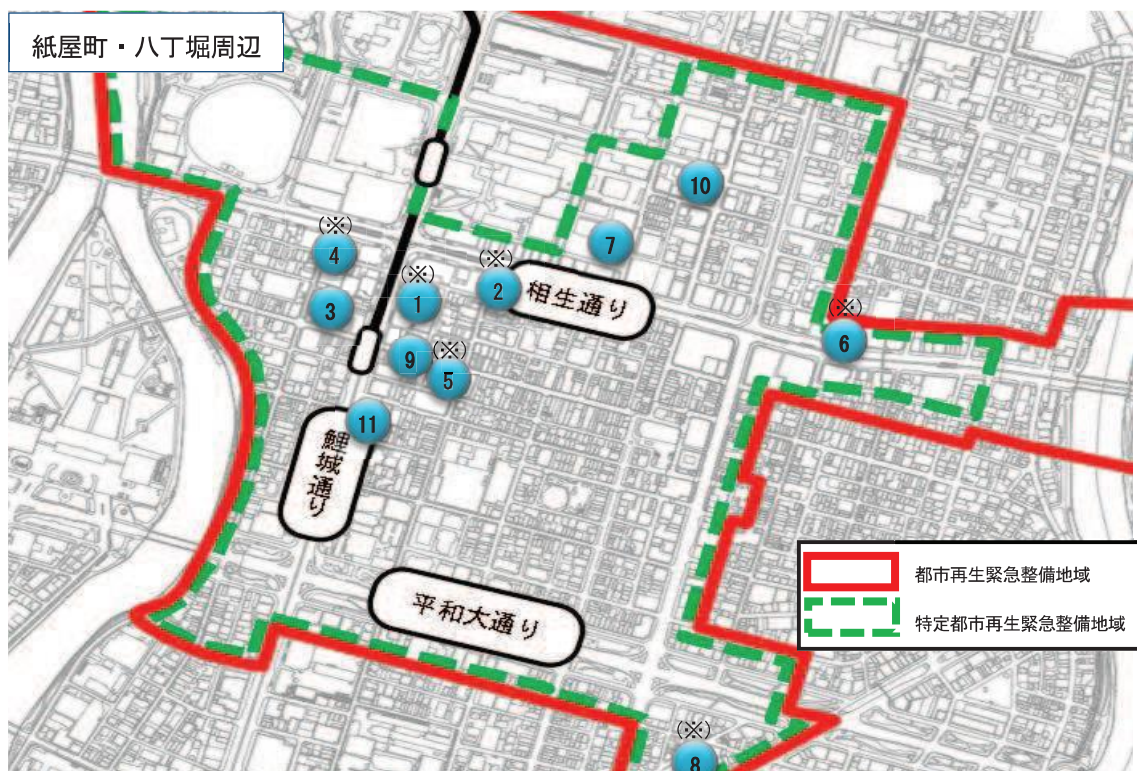 紙屋町・八丁堀周辺
10
(※)
4
7
(※)
2
(※)
1
相生通り
3
(※)
6
9
(※)
5
11
鯉城通り
平和大通り
都市再生緊急整備地域
特定都市再生緊急整備地域
(※)
8